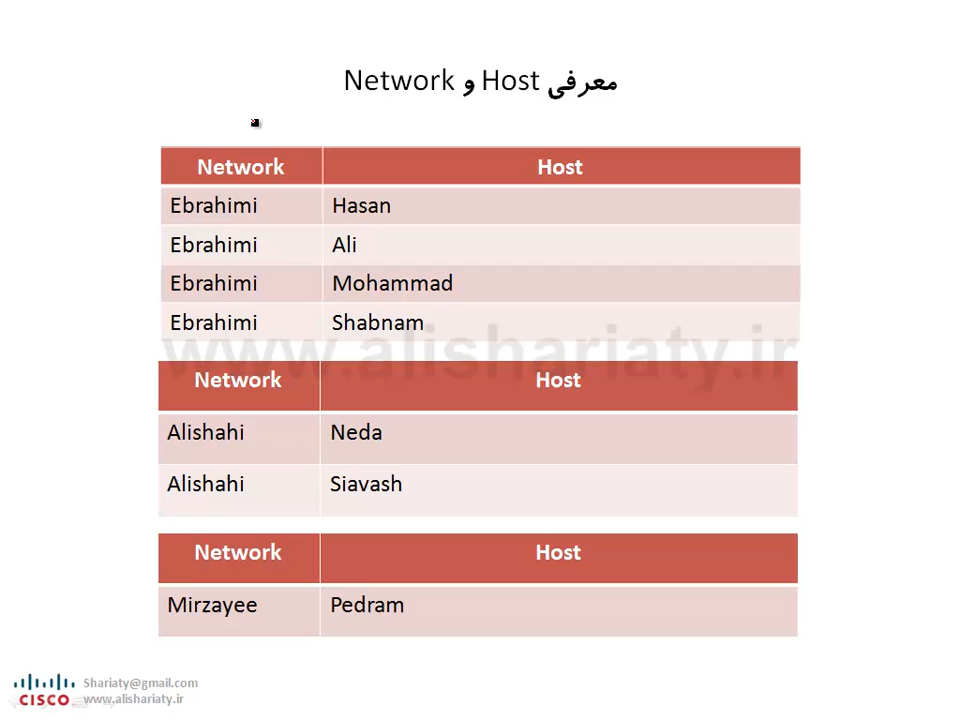 معرفی Host و Network
Network Host
Ebrahimi Hasan
Ebrahimi Ali
Ebrahimi Mohammad
Ebrahimi Shabnam
www.alishariaty.ir
Network Host
Alishahi Neda
Alishahi Siavash
Network Host
Mirzayee Pedram
Shariaty@gmail.com
CISCO www.alishariaty.ir